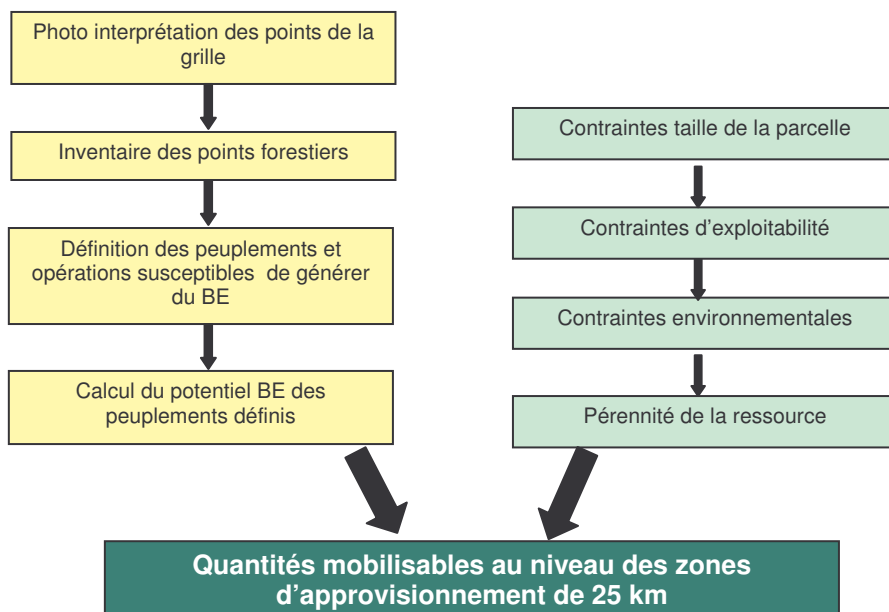 Photo interprétation des points de la
grille
Inventaire des points forestiers
Définition des peuplements et
opérations susceptibles de générer
du BE
Calcul du potentiel BE des
peuplements définis
Contraintes taille de la parcelle
Contraintes d'exploitabilité
Contraintes environnementales
Pérennité de la ressource
Quantités mobilisables au niveau des zones
d'approvisionnement de 25 km